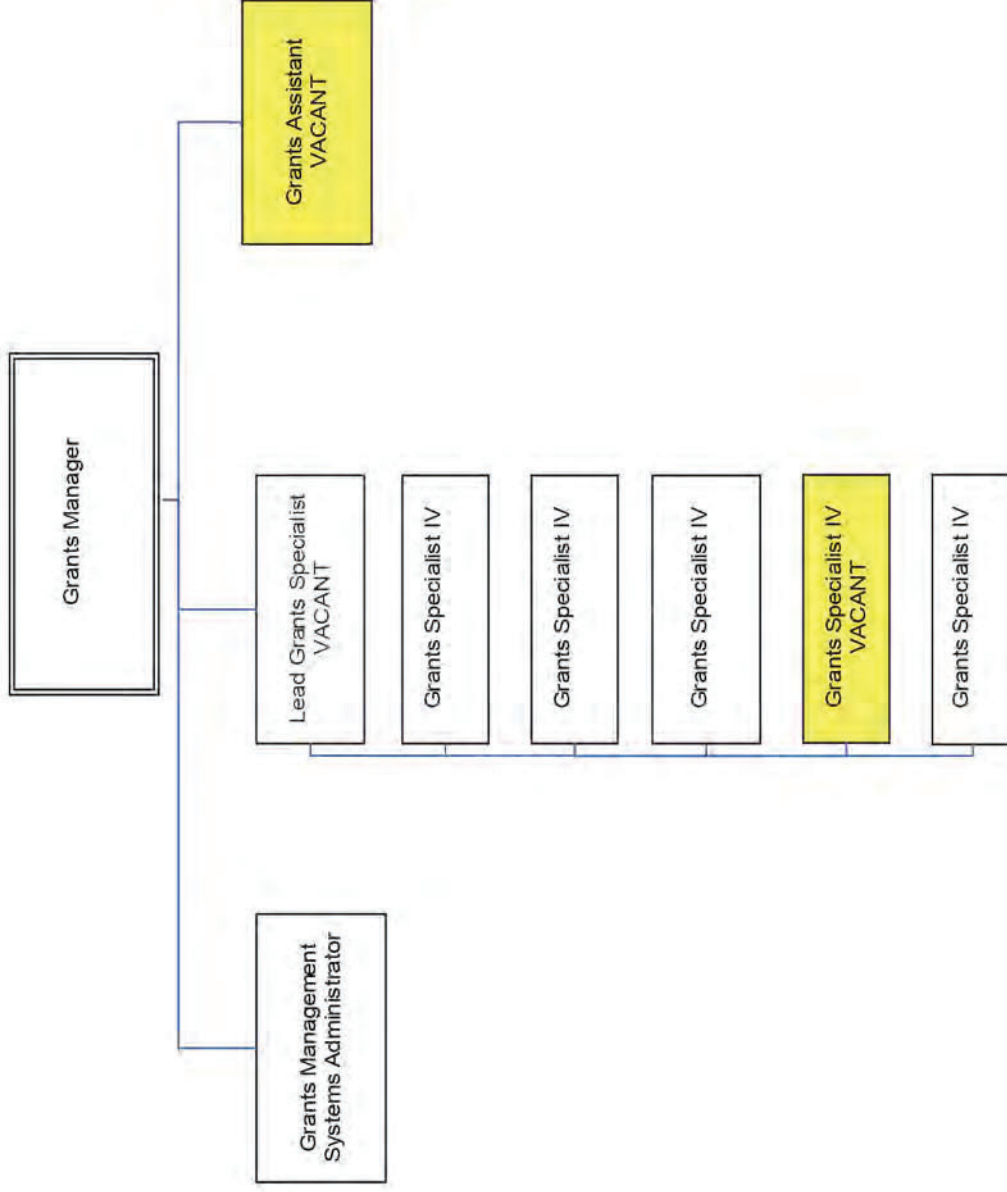 Grants Manager
Grants Management
Systems Administrator
Lead Grants Specialist
VACANT
Grants Specialist IV
Grants Specialist IV
Grants Specialist IV
Grants Specialist IV
VACANT
Grants Specialist IV
Grants Assistant
VACANT